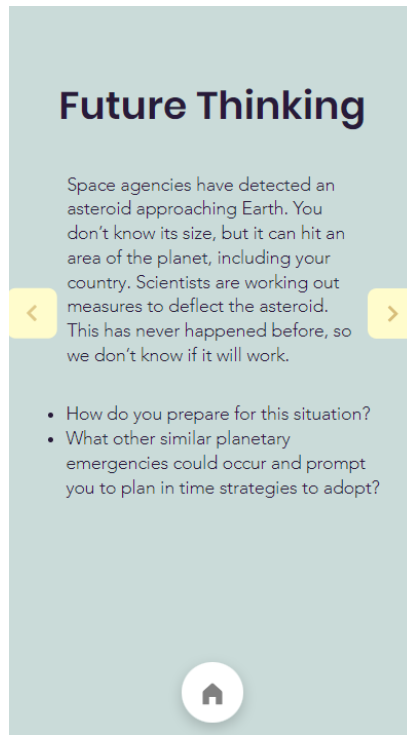 Future Thinking
Space agencies have detected an
asteroid approaching Earth. You
don't know its size, but it can hit an
area of the planet, including your
country. Scientists are working out
measures to deflect the asteroid.
This has never happened before, so
we don't know if it will work.
• How do you prepare for this situation?
• What other similar planetary
emergencies could occur and prompt
you to plan in time strategies to adopt?